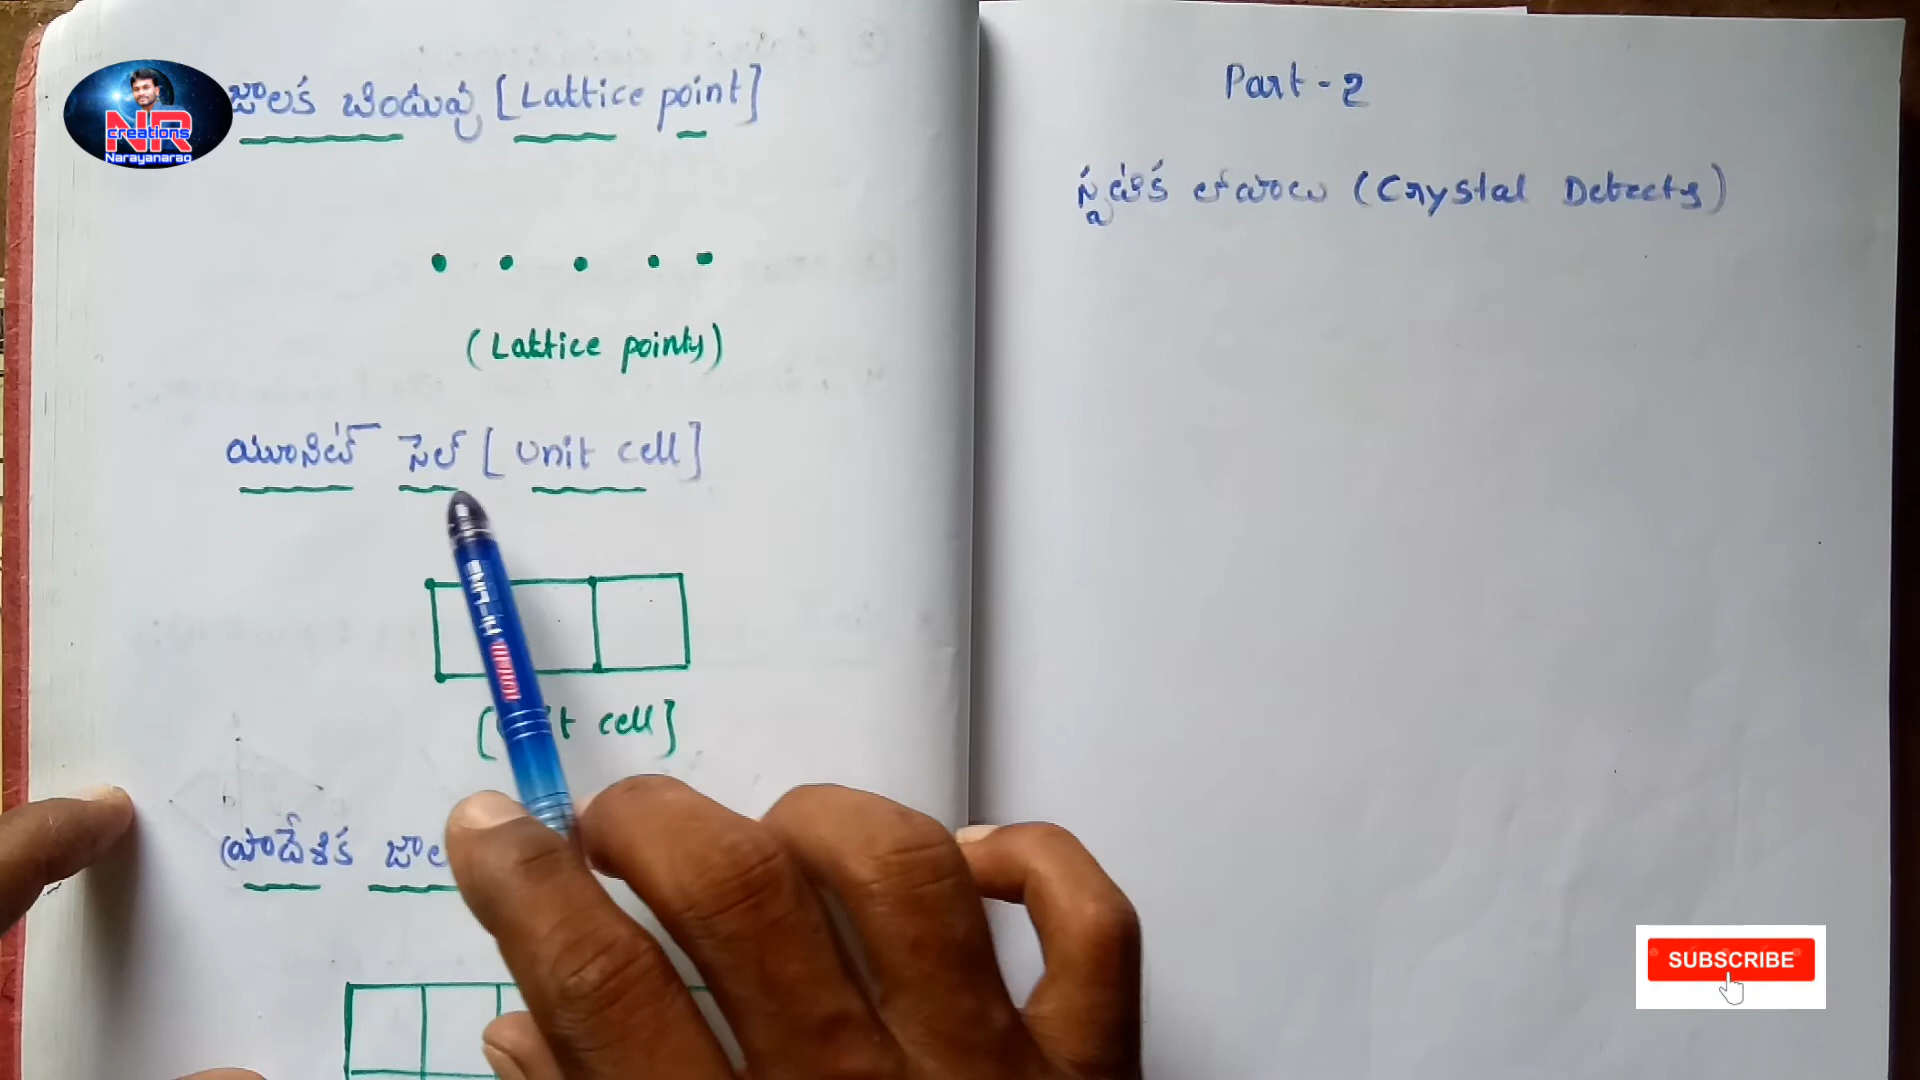 NR
creations
Narayanarao
జాలక బిందువు [Lattice point]
(Lattice points)
యూనిట్ సెల్ [Unit cell]
cell]
ప్రాదేశిక
Part - 2
స్ఫటిక లోపాలు (Crystal Defects)
SUBSCRIBE